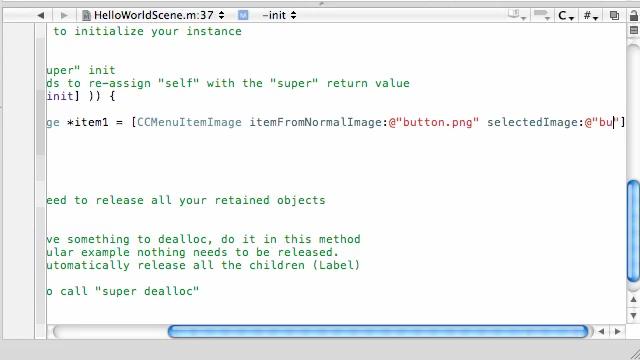 HelloWorldScene.m:37 M -init C #
to initialize your instance
uper" init
ds to re-assign "self" with the "super" return value
init] )) {
ge *item1 = [CCMenuItemImage itemFromNormalImage:@"button.png" selectedImage:@"bu"]
eed to release all your retained objects
ve something to dealloc, do it in this method
ular example nothing needs to be released.
utomatically release all the children (Label)
o call "super dealloc"